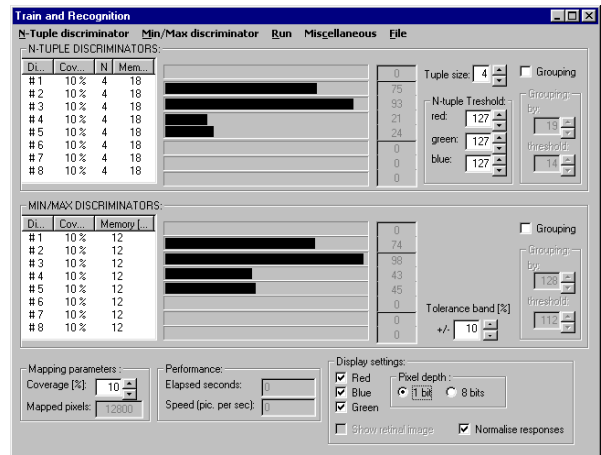 Train and Recognition
N-Tuple discriminator Min/Max discriminator Run Miscellaneous File
N-TUPLE DISCRIMINATORS:
Di... Cov... N Mem...
# 1 10 % 4 18 0
# 2 10 % 4 18 75
# 3 10 % 4 18 93
# 4 10 % 4 18 21
# 5 10 % 4 18 24
# 6 10 % 4 18 0
# 7 10 % 4 18 0
# 8 10 % 4 18 0
Tuple size: 4
N-tuple Treshold:
red: 127
green: 127
blue: 127
Grouping
Grouping:
by:
19
threshold:
14
MIN/MAX DISCRIMINATORS:
Di... Cov... Memory [...
# 1 10 % 12 0
# 2 10 % 12 74
# 3 10 % 12 98
# 4 10 % 12 43
# 5 10 % 12 45
# 6 10 % 12 0
# 7 10 % 12 0
# 8 10 % 12 0
Tolerance band [%]
+/- 10
Grouping
Grouping:
by:
128
threshold:
112
Mapping parameters :
Coverage [%]: 10
Mapped pixels: 12800
Performance:
Elapsed seconds: 0
Speed (pic. per sec): 0
Display settings:
Red
Blue
Green
Pixel depth :
1 bit 8 bits
Show retinal image Normalise responses